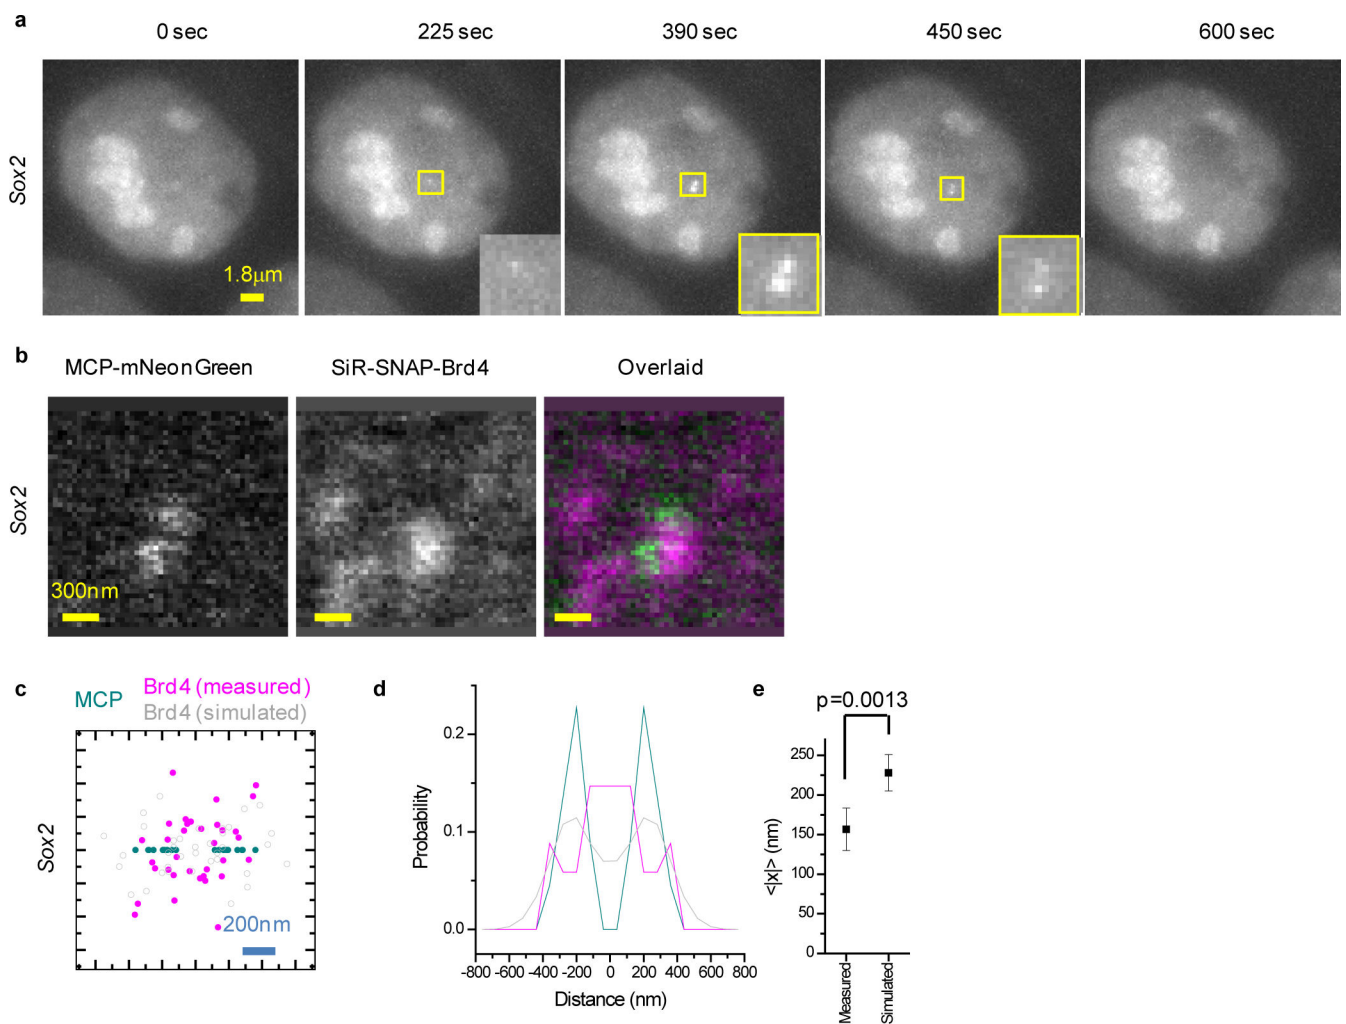 a
0 sec 225 sec 390 sec 450 sec 600 sec
Sox2
1.8μm
b
MCP-mNeonGreen SiR-SNAP-Brd4 Overlaid
Sox2
300nm
c
MCP
Brd4 (measured)
Brd4 (simulated)
Sox2
200nm
d
Probability
0.2
0.1
0.0
-800 -600 -400 -200 0 200 400 600 800
Distance (nm)
e
p=0.0013
<|x|> (nm)
250
200
150
100
50
0
Measured
Simulated